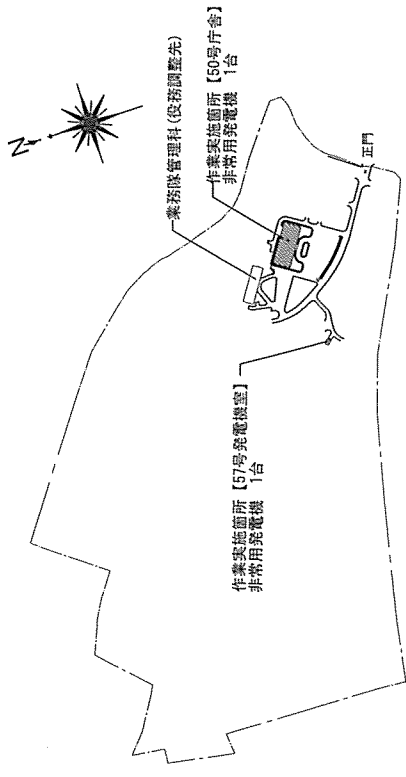 N
業務隊管理科(役務調整先)
作業実施箇所【50号庁舎】
非常用発電機 1台
正門
作業実施箇所【57号発電機室】
非常用発電機 1台